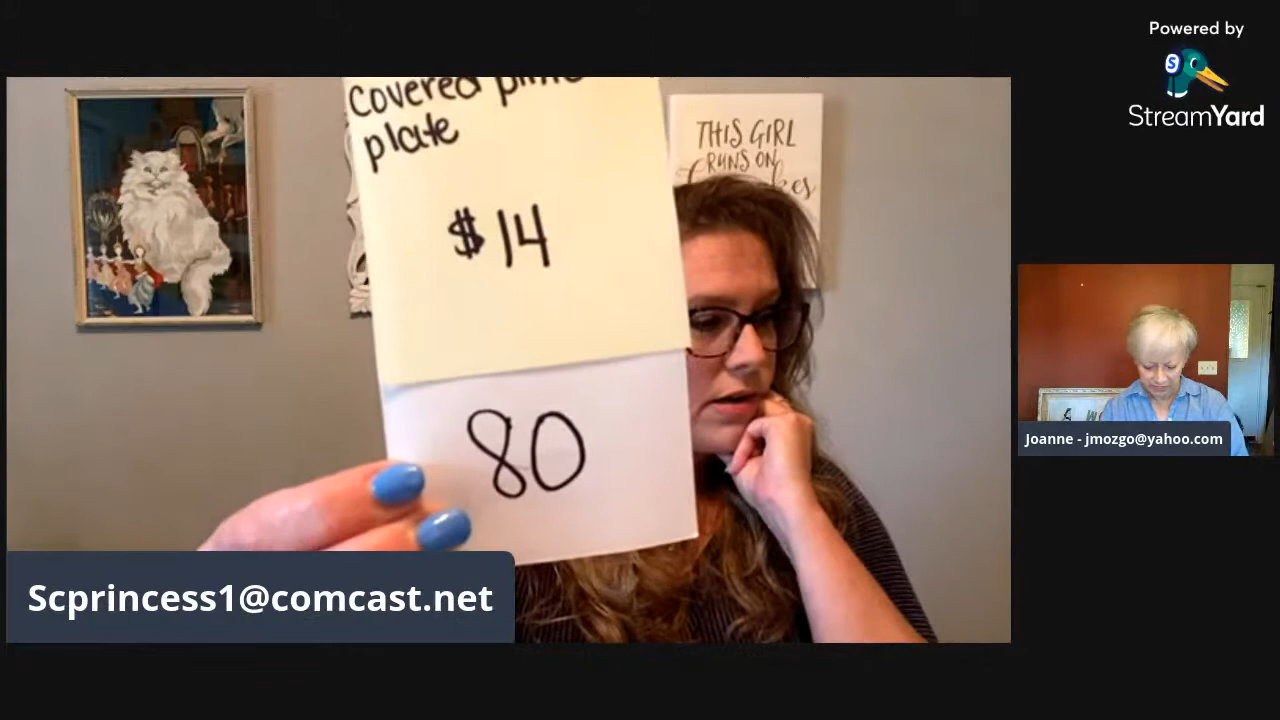 Powered by
S
StreamYard
covered
plate
$14
80
THIS GIRL
RUNS ON
Joanne - jmozgo@yahoo.com
Scprincess1@comcast.net